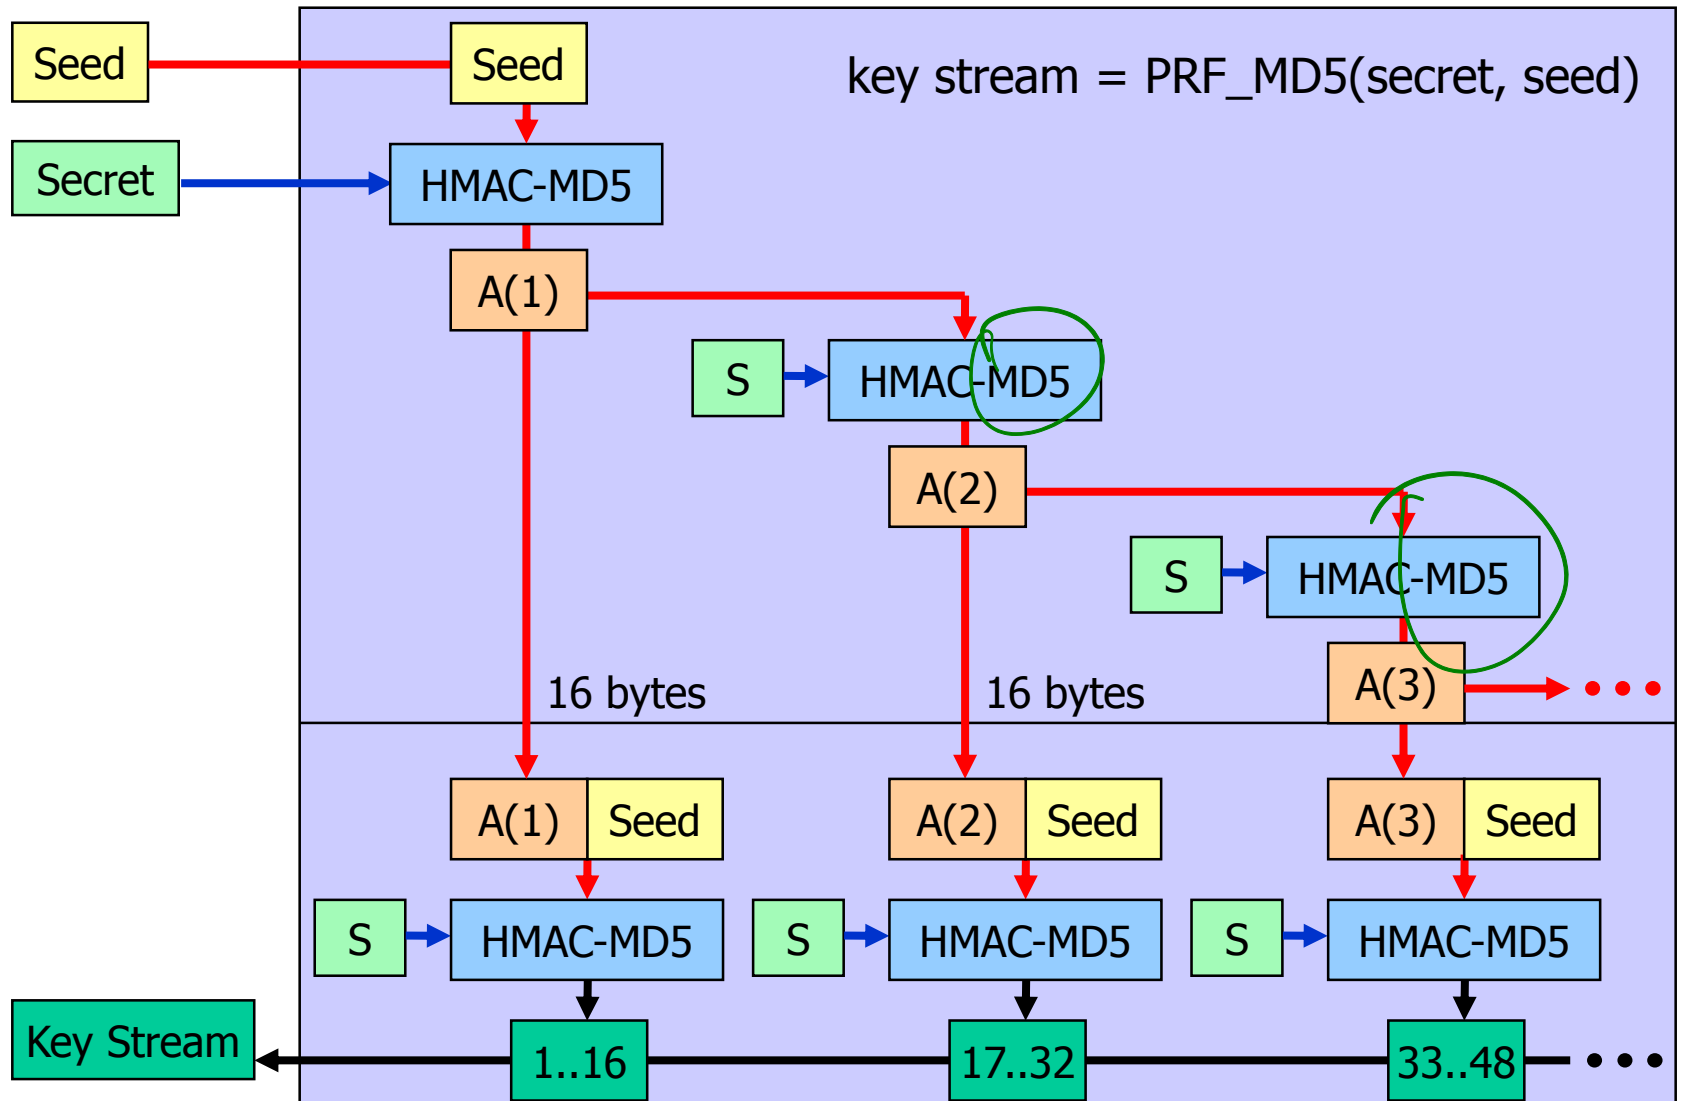 Seed
Seed
key stream = PRF_MD5(secret, seed)
Secret
HMAC-MD5
A(1)
S
HMAC-MD5
A(2)
S
HMAC-MD5
16 bytes
16 bytes
A(3)
A(1) Seed
A(2) Seed
A(3) Seed
S
HMAC-MD5
S
HMAC-MD5
S
HMAC-MD5
Key Stream
1..16
17..32
33..48